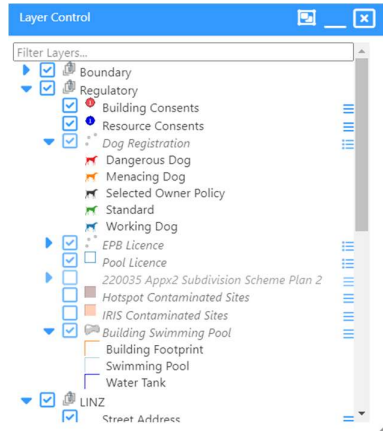 Layer Control
Filter Layers...
Boundary
Regulatory
Building Consents
Resource Consents
Dog Registration
Dangerous Dog
Menacing Dog
Selected Owner Policy
Standard
Working Dog
EPB Licence
Pool Licence
220035 Appx2 Subdivision Scheme Plan 2
Hotspot Contaminated Sites
IRIS Contaminated Sites
Building Swimming Pool
Building Footprint
Swimming Pool
Water Tank
LINZ
Street Address